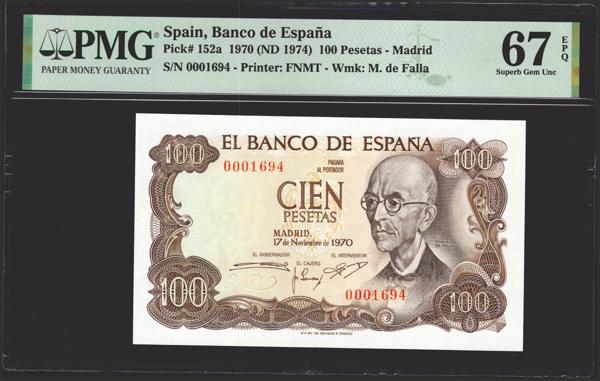 PMG
PAPER MONEY GUARANTY
Spain, Banco de España
Pick# 152a 1970 (ND 1974) 100 Pesetas - Madrid
S/N 0001694 - Printer: FNMT - Wmk: M. de Falla
67
EPQ
Superb Gem Unc
EL BANCO DE ESPAÑA
100
100
0001694
PAGARA
AL PORTADOR
CIEN
PESETAS
MADRID,
17 de Noviembre de 1970
EL GOBERNADOR
EL INTERVENTOR
EL CAJERO
0001694
100
100